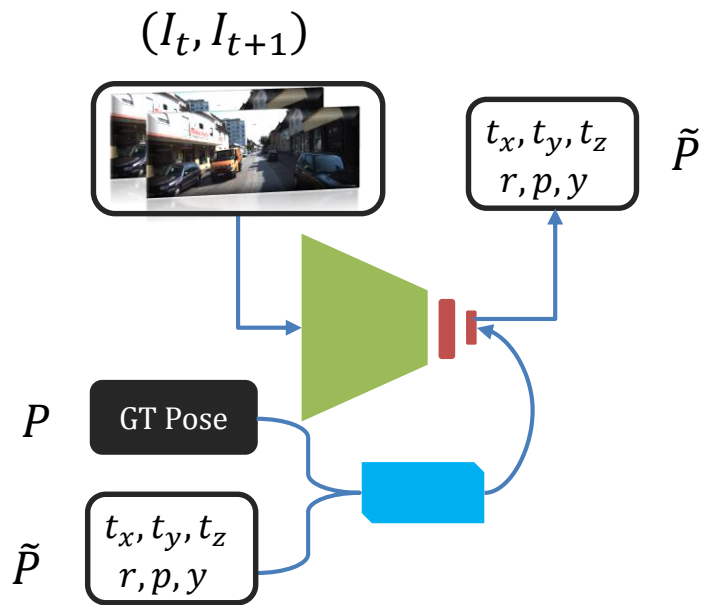 (I_t, I_{t+1})
t_x, t_y, t_z
r, p, y
P̃
P
GT Pose
t_x, t_y, t_z
r, p, y
P̃